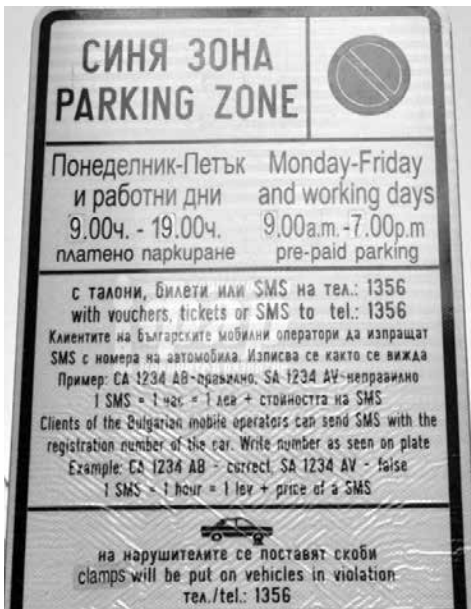 СИНЯ ЗОНА
PARKING ZONE
Понеделник-Петък Monday-Friday
и работни дни and working days
9.00ч. - 19.00ч. 9.00a.m.-7.00p.m
платено паркиране pre-paid parking
с талони, билети или SMS на тел.: 1356
with vouchers, tickets or SMS to tel.: 1356
Клиентите на българските мобилни оператори да изпращат
SMS с номера на автомобила. Изписва се както се вижда
Пример: CA 1234 AB-правилно, SA 1234 AV-неправилно
1 SMS = 1 час = 1 лев + стойността на SMS
Clients of the Bulgarian mobile operators can send SMS with the
registration number of the car. Write number as seen on plate
Example: CA 1234 AB - correct, SA 1234 AV - false
1 SMS = 1 hour = 1 lev + price of a SMS
на нарушителите се поставят скоби
clamps will be put on vehicles in violation
тел./tel.: 1356